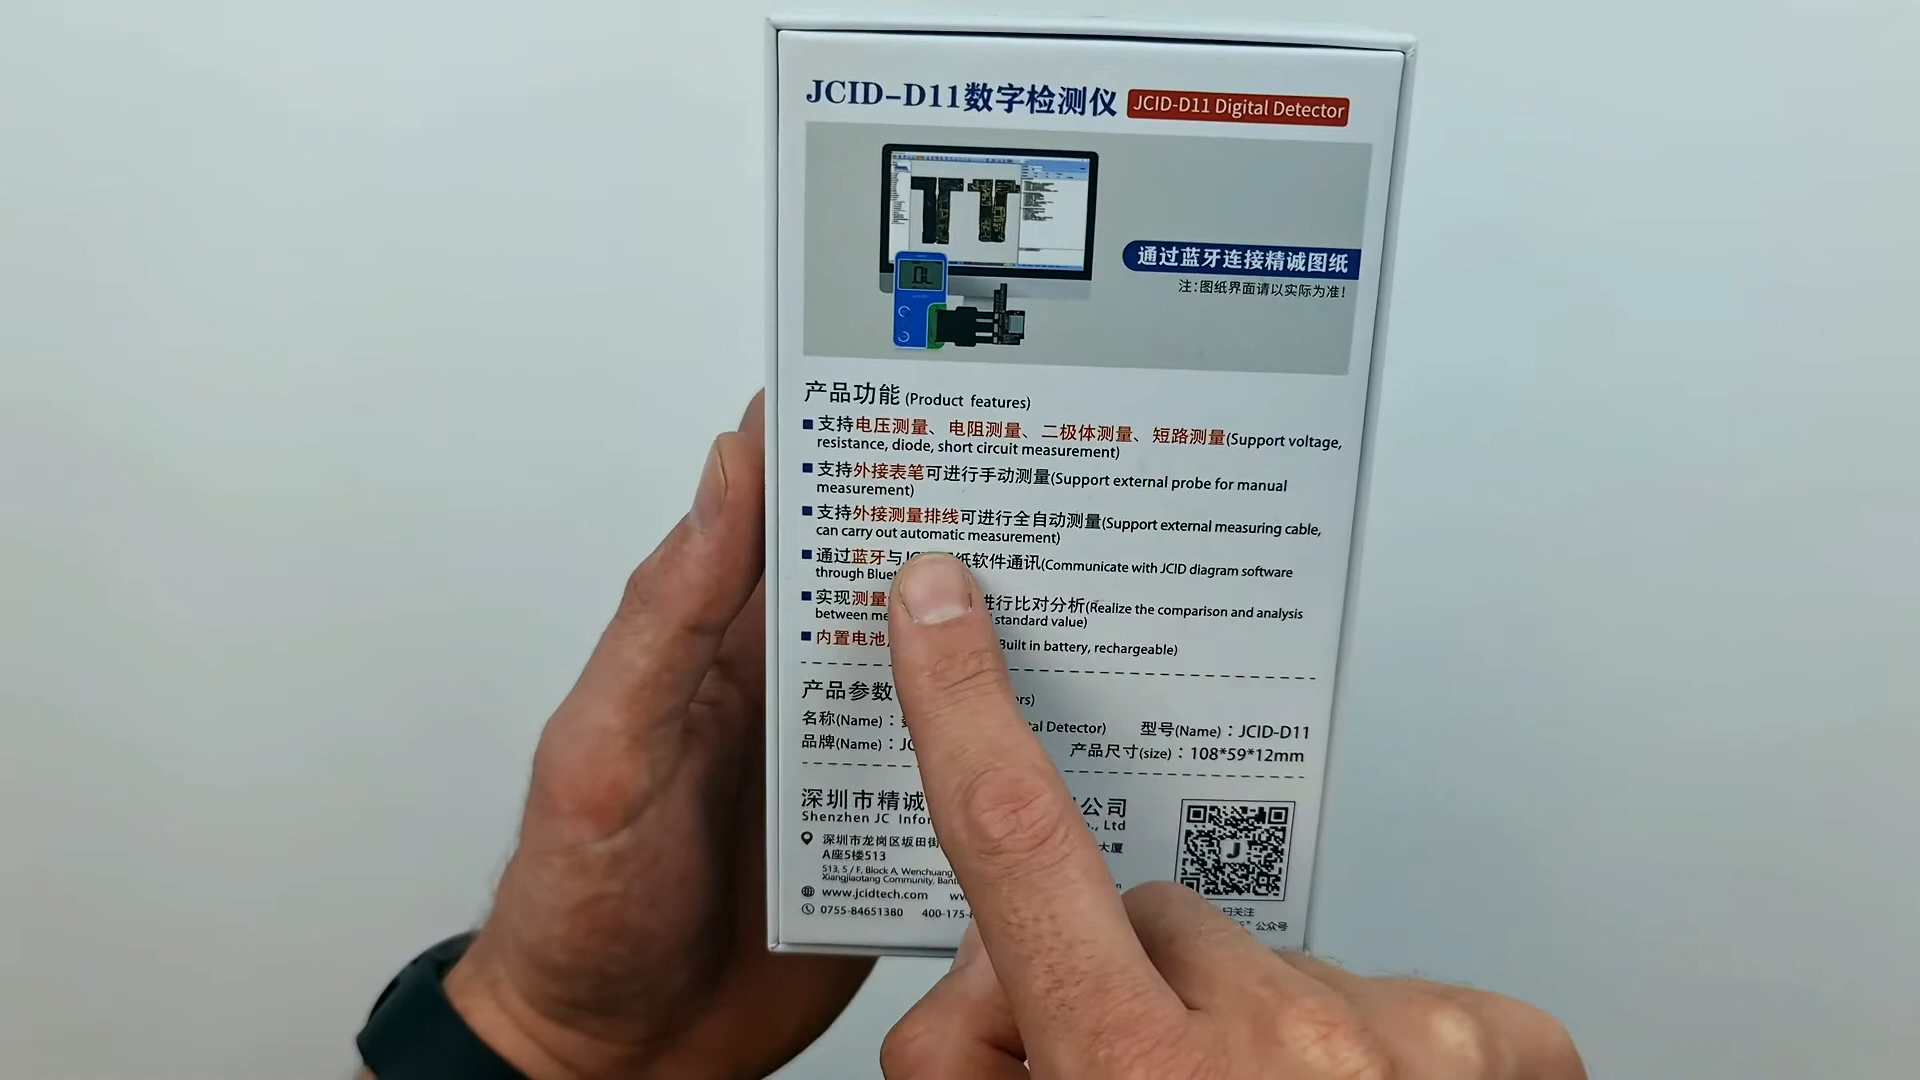 JCID-D11数字检测仪 JCID-D11 Digital Detector
通过蓝牙连接精诚图纸
注:图纸界面请以实际为准!
产品功能 (Product features)
支持电压测量、电阻测量、二极体测量、短路测量(Support voltage,
resistance, diode, short circuit measurement)
支持外接表笔可进行手动测量(Support external probe for manual
measurement)
支持外接测量排线可进行全自动测量(Support external measuring cable,
can carry out automatic measurement)
通过蓝牙与 纸软件通讯(Communicate with JCID diagram software
through
实现测量 进行比对分析(Realize the comparison and analysis
between standard value)
内置电池 Built in battery, rechargeable)
产品参数
名称(Name): Detector) 型号(Name):JCID-D11
品牌(Name): 产品尺寸(size):108*59*12mm
深圳市精诚 公司
Shenzhen JC Ltd
深圳市龙岗区坂田街 大厦
A座5楼513
513, 5 / F, Block A, Wenchuang
Xiangjiaotang Community,
www.jcidtech.com
0755-84651380 400-175-
扫关注
公众号